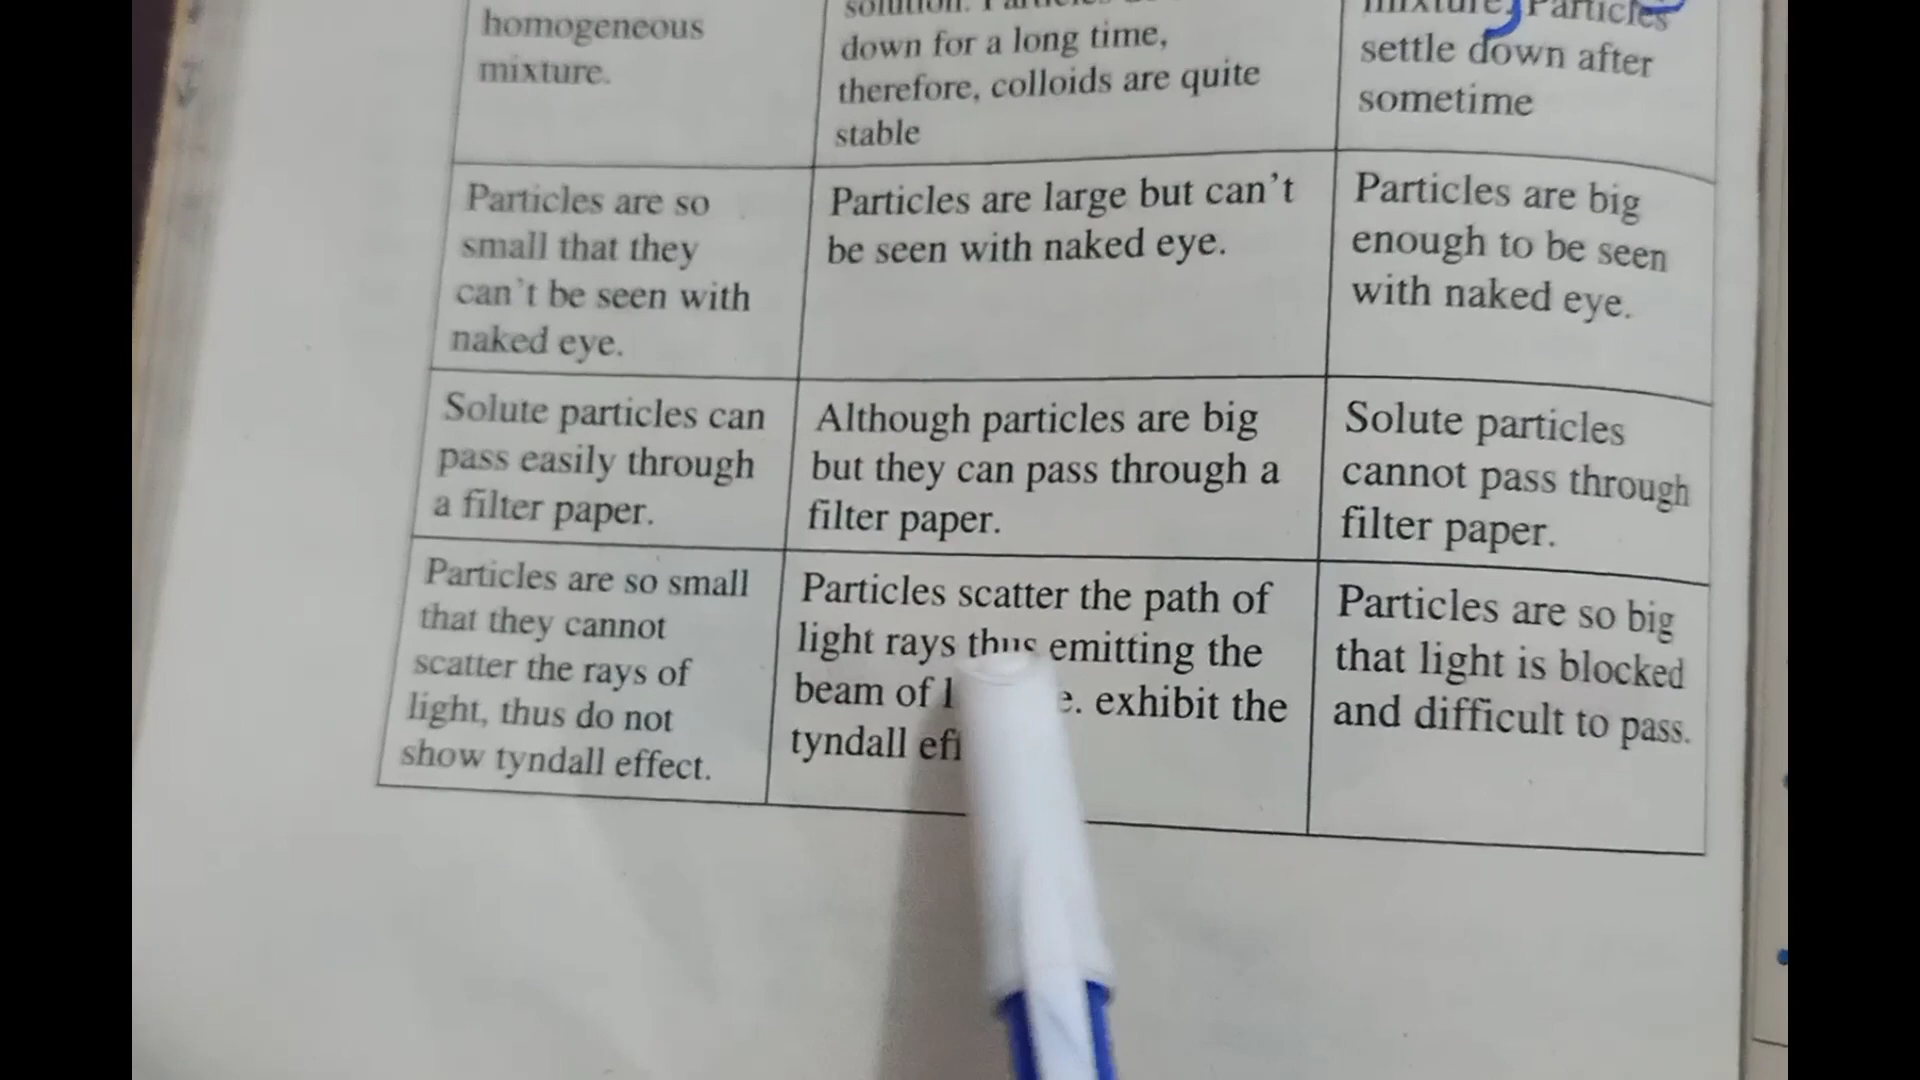 homogeneous
mixture.
solution.
down for a long time,
therefore, colloids are quite
stable
mixture. Particles
settle down after
sometime
Particles are so
small that they
can't be seen with
naked eye.
Particles are large but can't
be seen with naked eye.
Particles are big
enough to be seen
with naked eye.
Solute particles can
pass easily through
a filter paper.
Although particles are big
but they can pass through a
filter paper.
Solute particles
cannot pass through
filter paper.
Particles are so small
that they cannot
scatter the rays of
light, thus do not
show tyndall effect.
Particles scatter the path of
light rays thus emitting the
beam of e. exhibit the
tyndall
Particles are so big
that light is blocked
and difficult to pass.